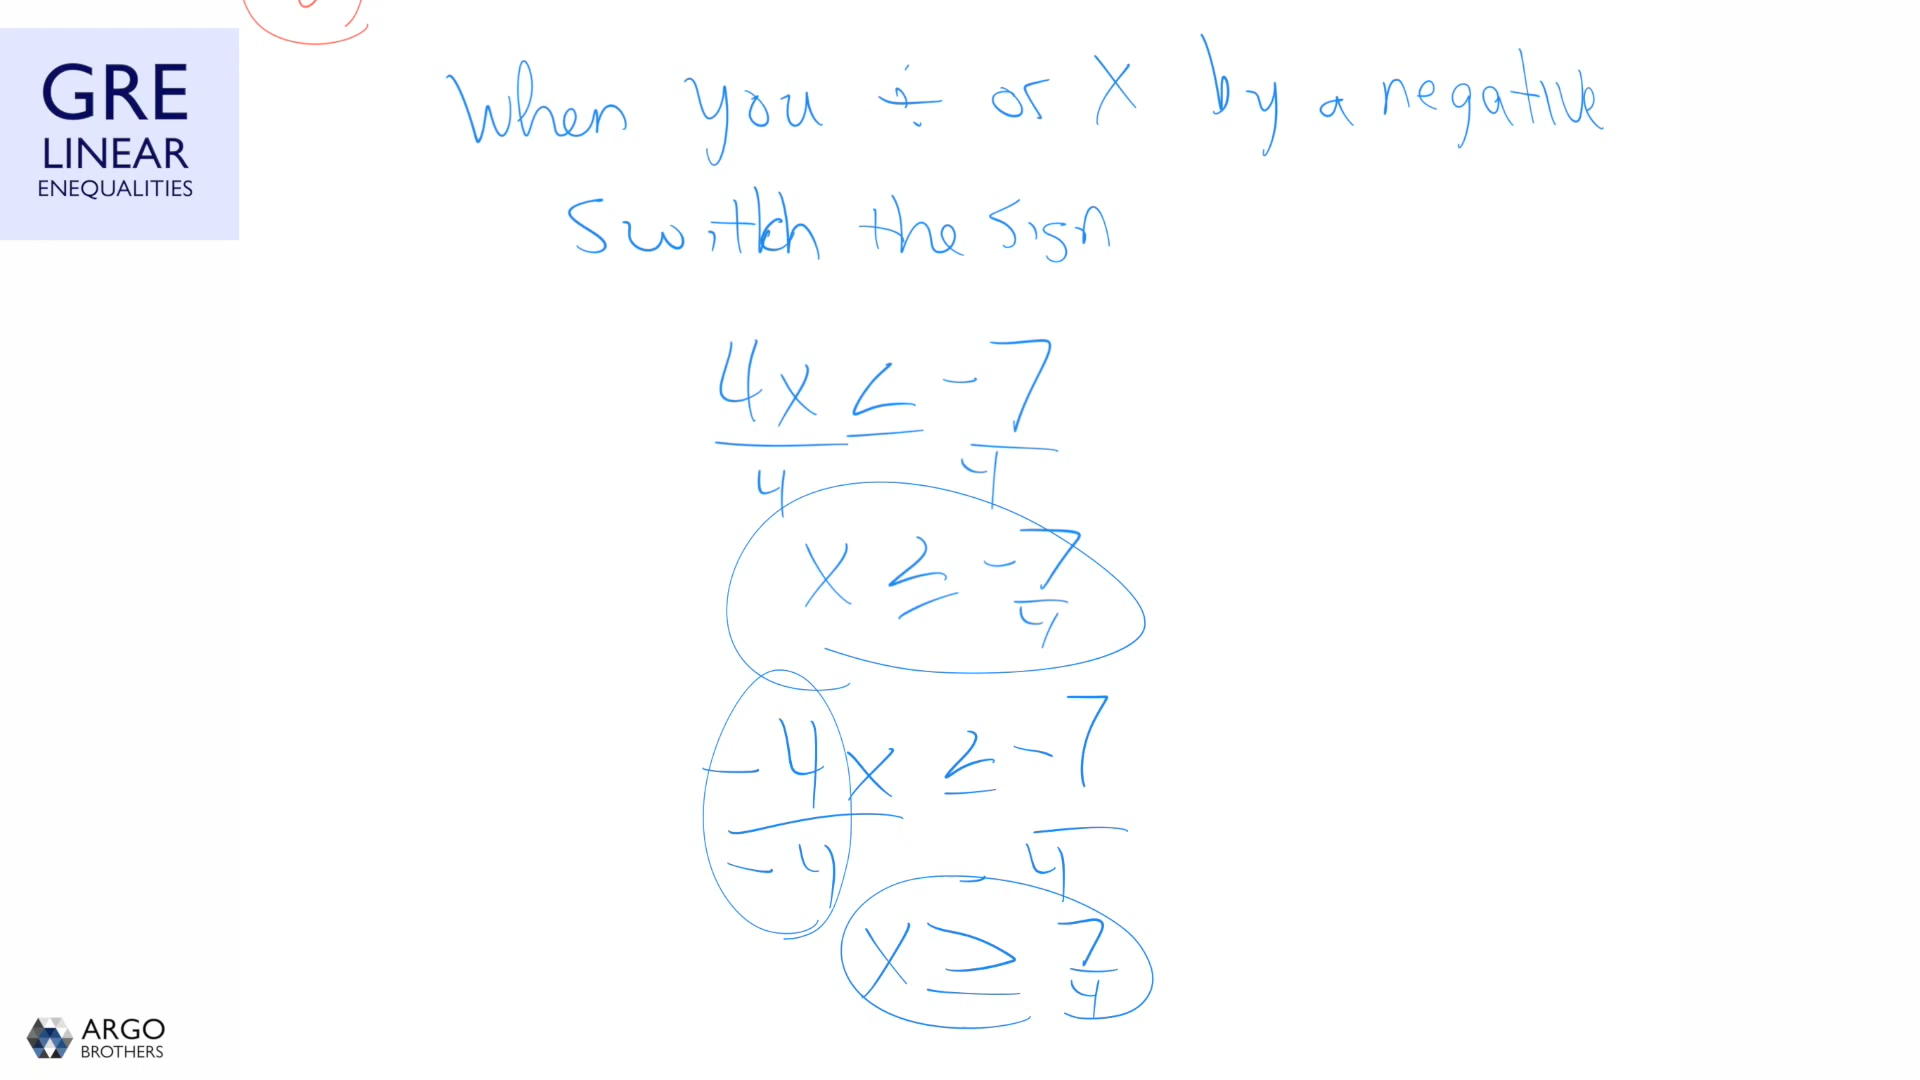 GRE
LINEAR
ENEQUALITIES
When you ÷ or X by a negative
switch the sign
4x ≤ -7
4 4
x ≤ -7
4
-4x ≤ -7
-4 -4
x ≥ 7
4
ARGO
BROTHERS